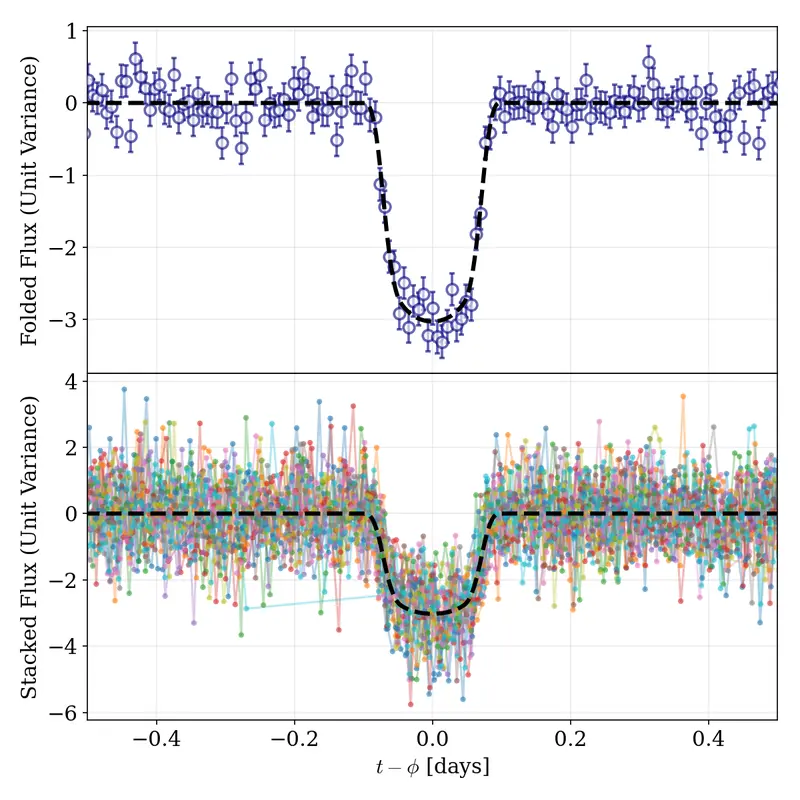 Folded Flux (Unit Variance)
1
0
−1
−2
−3
Stacked Flux (Unit Variance)
4
2
0
−2
−4
−6
−0.4 −0.2 0.0 0.2 0.4
t − ϕ [days]